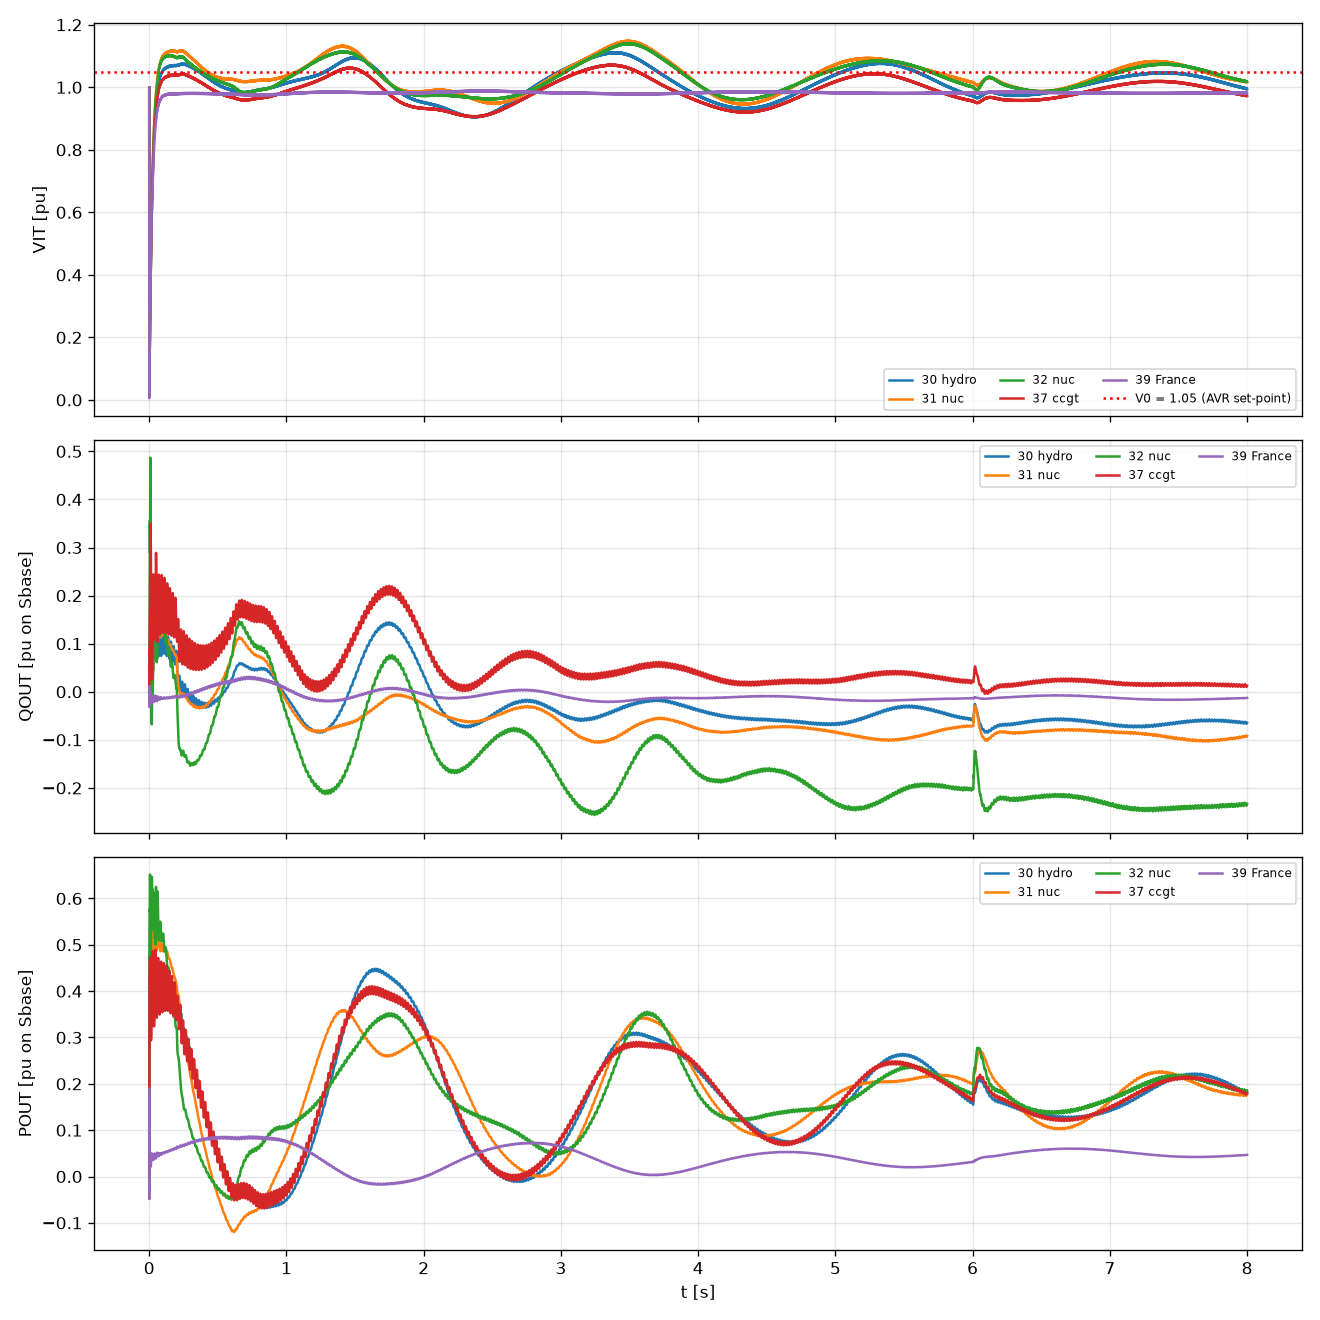 VIT [pu]
1.2
1.0
0.8
0.6
0.4
0.2
0.0
30 hydro 32 nuc 39 France
31 nuc 37 ccgt V0 = 1.05 (AVR set-point)
QOUT [pu on Sbase]
0.5
0.4
0.3
0.2
0.1
0.0
−0.1
−0.2
30 hydro 32 nuc 39 France
31 nuc 37 ccgt
POUT [pu on Sbase]
0.6
0.5
0.4
0.3
0.2
0.1
0.0
−0.1
30 hydro 32 nuc 39 France
31 nuc 37 ccgt
0 1 2 3 4 5 6 7 8
t [s]